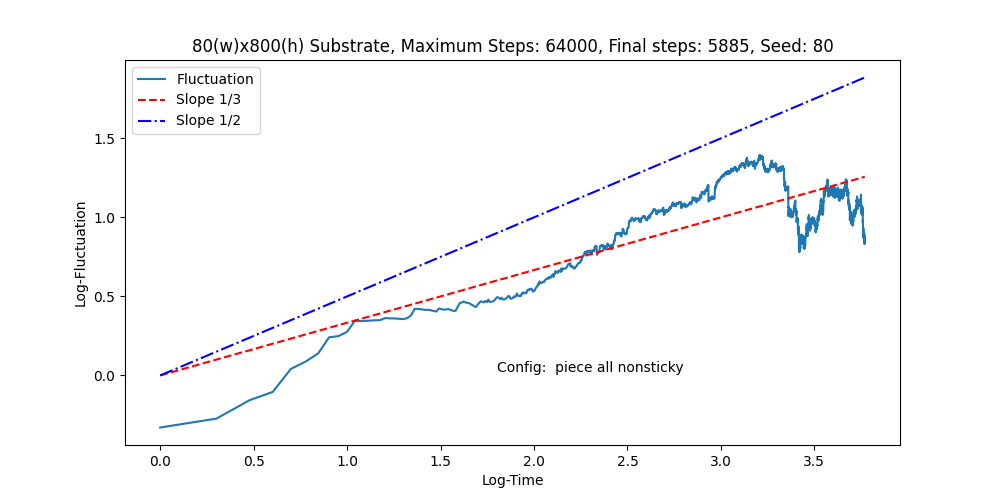 80(w)x800(h) Substrate, Maximum Steps: 64000, Final steps: 5885, Seed: 80
Fluctuation
Slope 1/3
Slope 1/2
Log-Fluctuation
1.5
1.0
0.5
0.0
Config:  piece all nonsticky
0.0 0.5 1.0 1.5 2.0 2.5 3.0 3.5
Log-Time